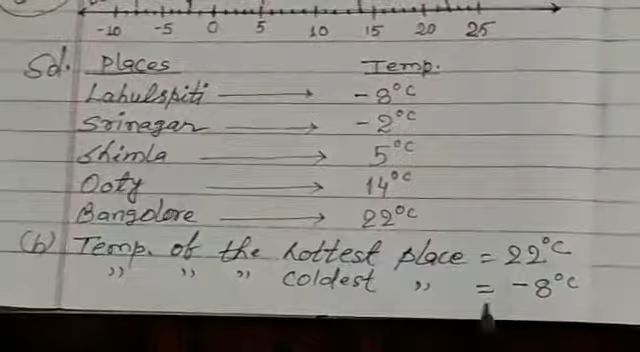 -10 -5 0 5 10 15 20 25
Sol. Places Temp.
Lahulspiti → -8°C
Srinagar → -2°C
Shimla → 5°C
Ooty → 14°C
Bangolore → 22°C
(b) Temp. of the hottest place = 22°C
,, ,, ,, coldest ,, = -8°C